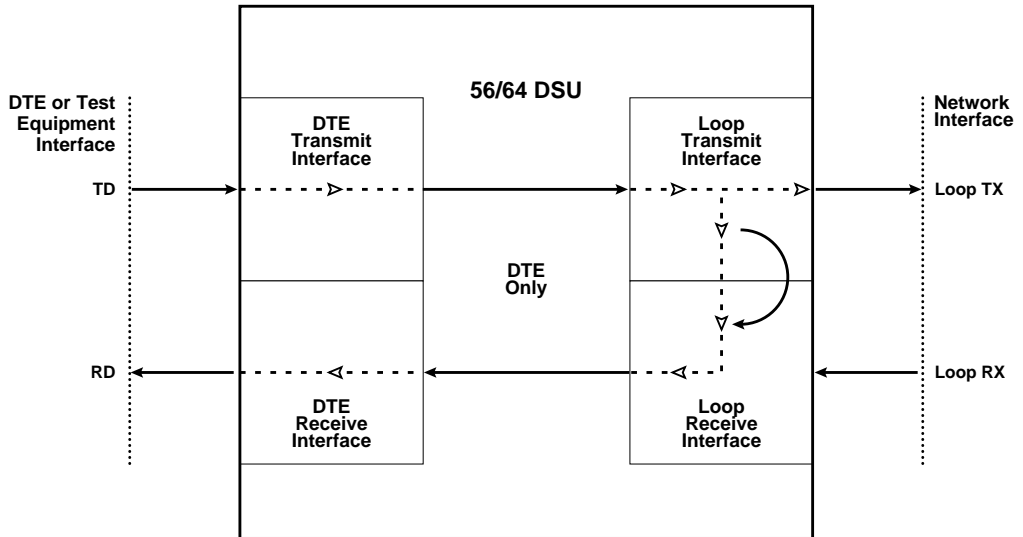 56/64 DSU
DTE or Test
Equipment
Interface
DTE
Transmit
Interface
Loop
Transmit
Interface
Network
Interface
TD
Loop TX
DTE
Only
RD
Loop RX
DTE
Receive
Interface
Loop
Receive
Interface